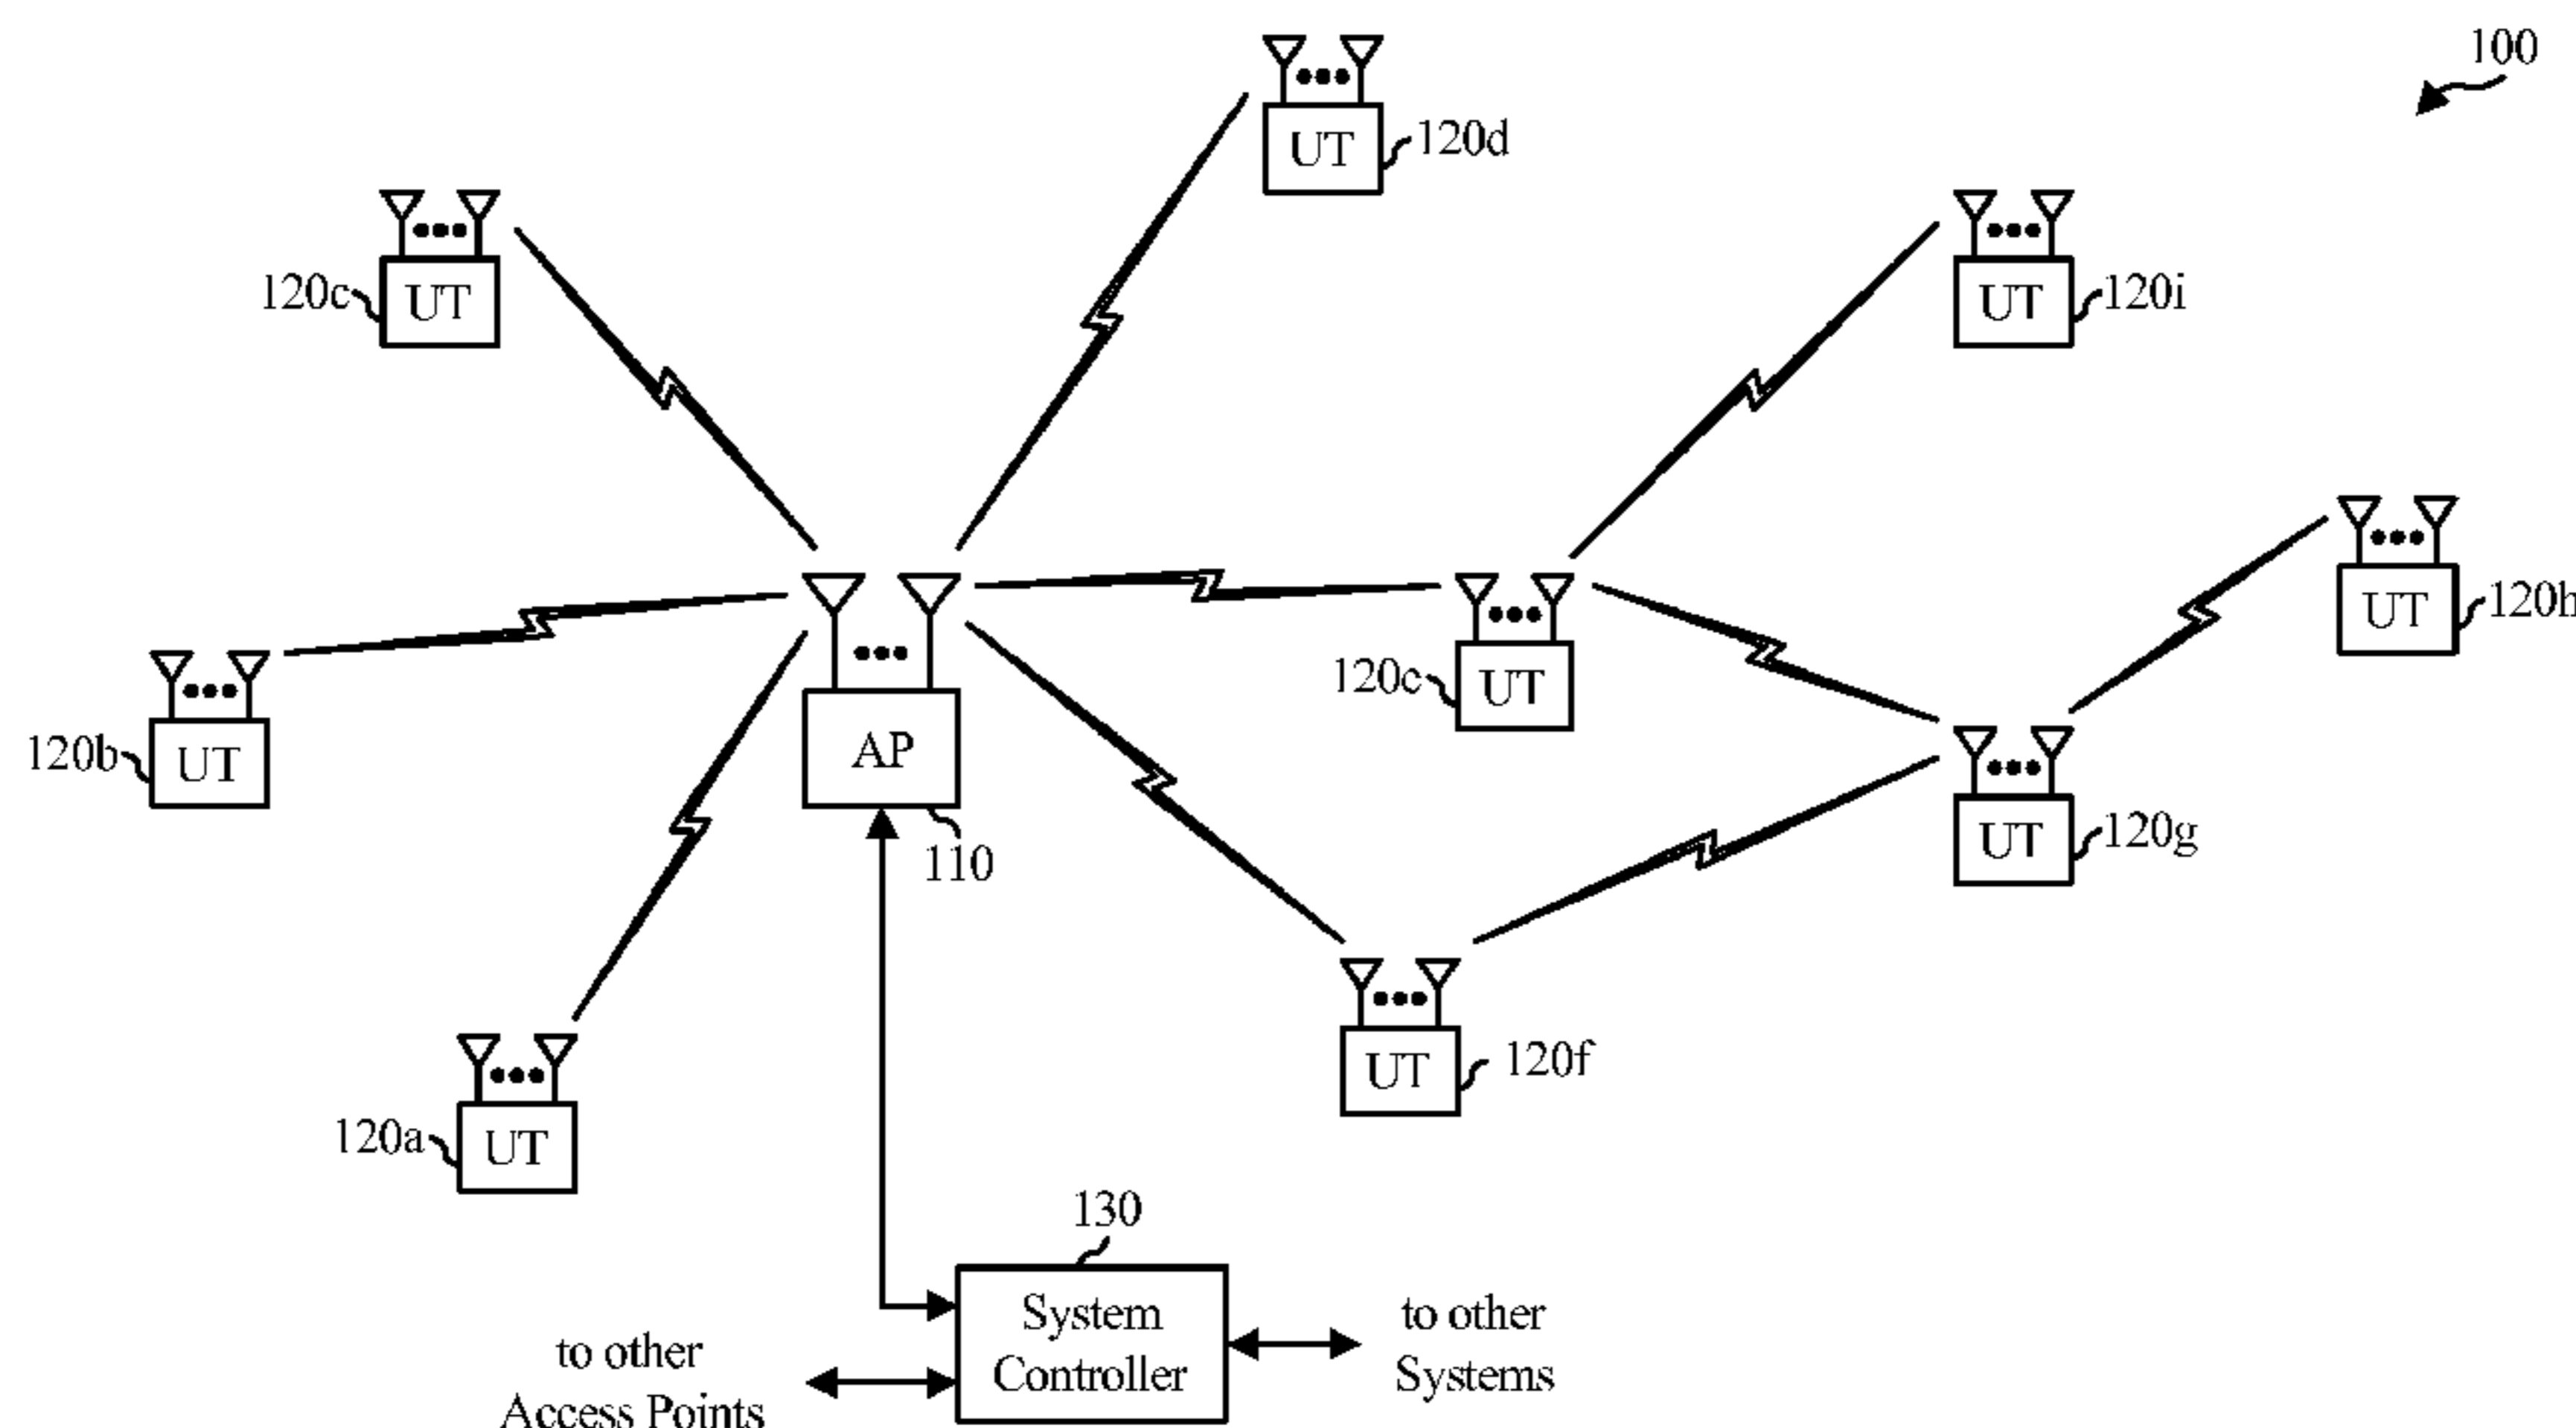 100
UT
120d
UT
120c
UT
120i
UT
120h
UT
120c
UT
120b
AP
110
UT
120g
UT
120f
UT
120a
130
System
Controller
to other
Access Points
to other
Systems